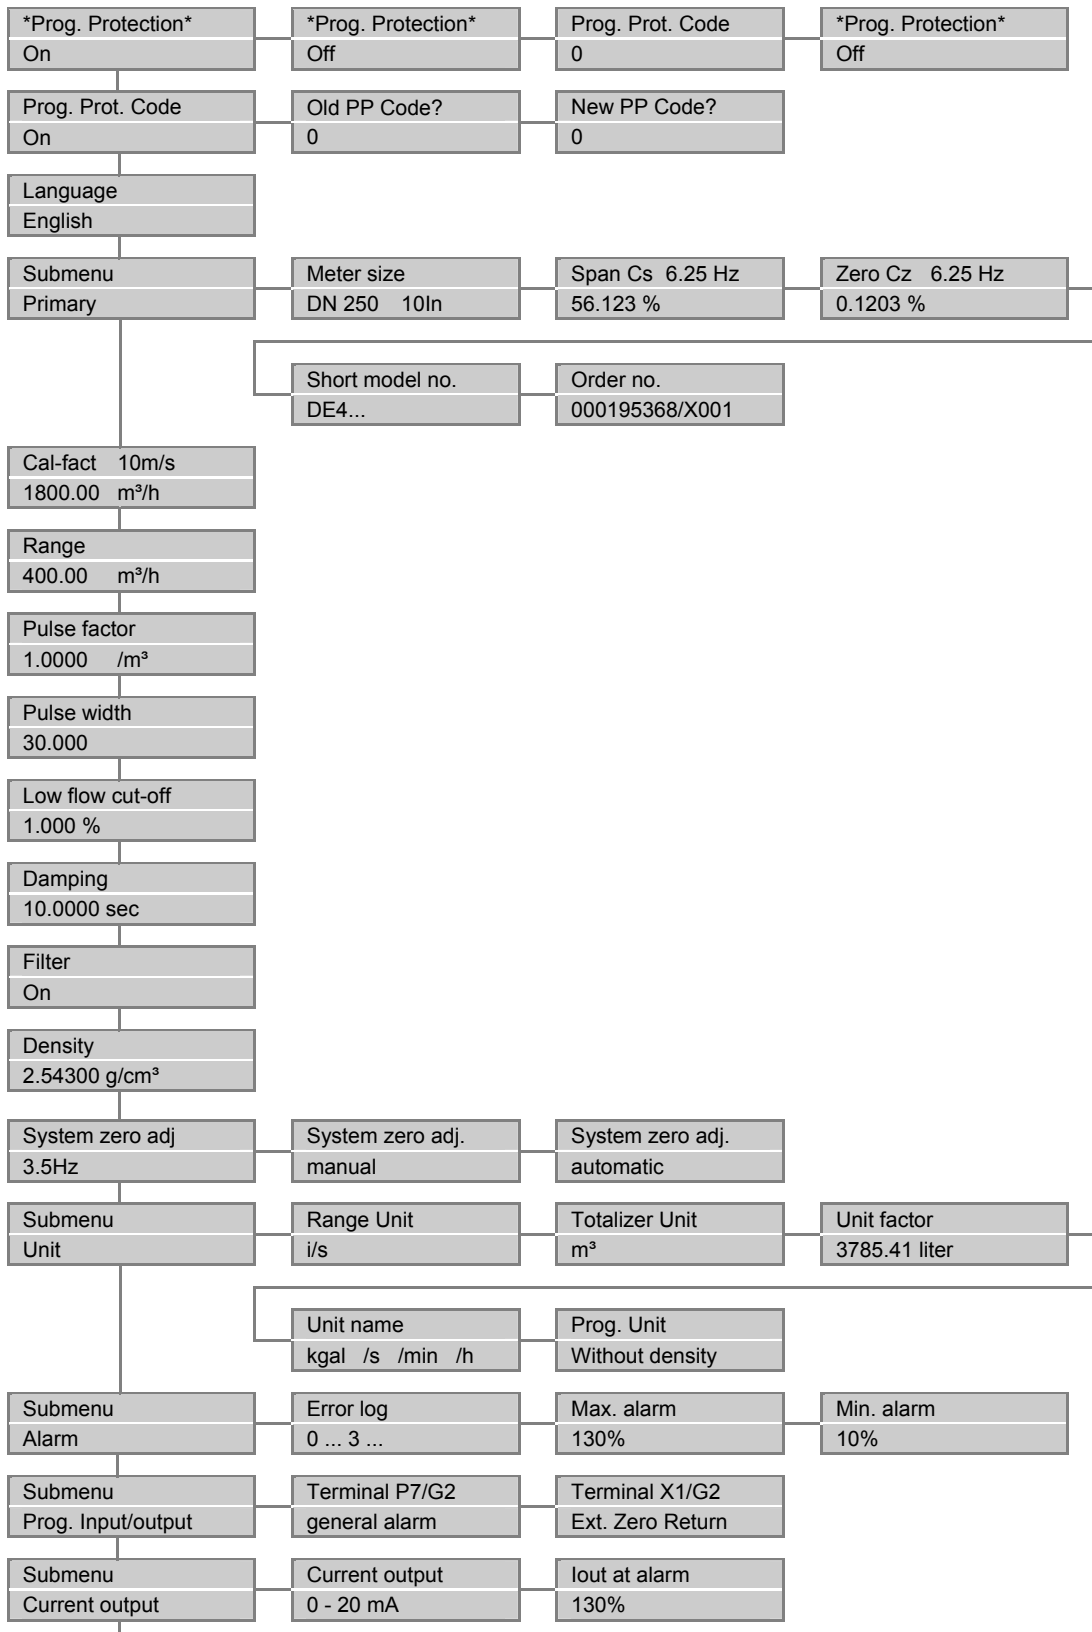 *Prog. Protection*
On
*Prog. Protection*
Off
Prog. Prot. Code
0
*Prog. Protection*
Off
Prog. Prot. Code
On
Old PP Code?
0
New PP Code?
0
Language
English
Submenu
Primary
Meter size
DN 250 10In
Span Cs 6.25 Hz
56.123 %
Zero Cz 6.25 Hz
0.1203 %
Short model no.
DE4...
Order no.
000195368/X001
Cal-fact 10m/s
1800.00 m³/h
Range
400.00 m³/h
Pulse factor
1.0000 /m³
Pulse width
30.000
Low flow cut-off
1.000 %
Damping
10.0000 sec
Filter
On
Density
2.54300 g/cm³
System zero adj
3.5Hz
System zero adj.
manual
System zero adj.
automatic
Submenu
Unit
Range Unit
i/s
Totalizer Unit
m³
Unit factor
3785.41 liter
Unit name
kgal /s /min /h
Prog. Unit
Without density
Submenu
Alarm
Error log
0 ... 3 ...
Max. alarm
130%
Min. alarm
10%
Submenu
Prog. Input/output
Terminal P7/G2
general alarm
Terminal X1/G2
Ext. Zero Return
Submenu
Current output
Current output
0 - 20 mA
Iout at alarm
130%